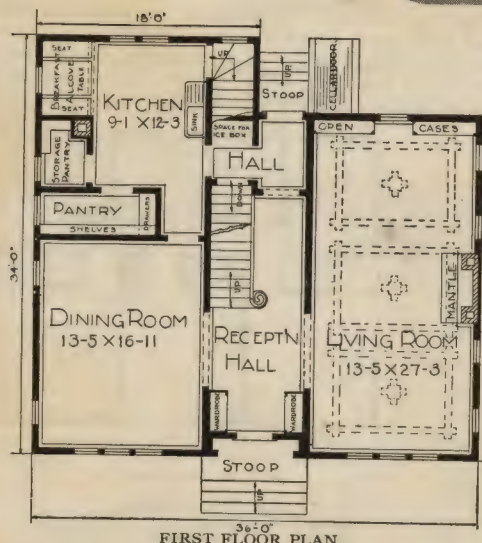 18'-0"
SEAT
BREAKFAST
ALCOVE
TABLE
SEAT
KITCHEN
9-1 X 12-3
SINK
UP
UP
STOOP
CELLAR DOOR
SPACE FOR
ICE BOX
HALL
OPEN
CASES
STORAGE
PANTRY
PANTRY
SHELVES
DRAWERS
DOWN
UP
34'-0"
DINING ROOM
13-5 X 16-11
RECEPT'N
HALL
LIVING ROOM
13-5 X 27-3
MANTLE
WARDROBE
WARDROBE
STOOP
UP
36'-0"
FIRST FLOOR PLAN